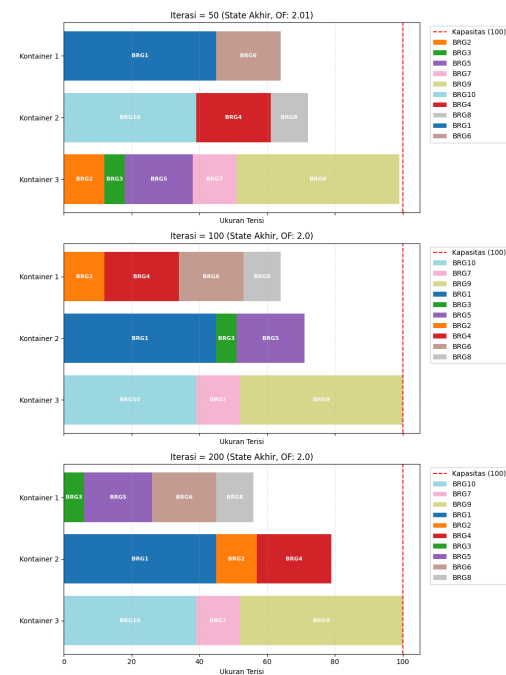 Iterasi = 50 (State Akhir, OF: 2.01)
Kontainer 1
BRG1
BRG6
Kontainer 2
BRG10
BRG4
BRG8
Kontainer 3
BRG2
BRG3
BRG5
BRG7
BRG9
Ukuran Terisi
Kapasitas (100)
BRG2
BRG3
BRG5
BRG7
BRG9
BRG10
BRG4
BRG8
BRG1
BRG6
Iterasi = 100 (State Akhir, OF: 2.0)
Kontainer 1
BRG2
BRG4
BRG6
BRG8
Kontainer 2
BRG1
BRG3
BRG5
Kontainer 3
BRG10
BRG7
BRG9
Ukuran Terisi
Kapasitas (100)
BRG10
BRG7
BRG9
BRG1
BRG3
BRG5
BRG2
BRG4
BRG6
BRG8
Iterasi = 200 (State Akhir, OF: 2.0)
Kontainer 1
BRG3
BRG5
BRG6
BRG8
Kontainer 2
BRG1
BRG2
BRG4
Kontainer 3
BRG10
BRG7
BRG9
0
20
40
60
80
100
Ukuran Terisi
Kapasitas (100)
BRG10
BRG7
BRG9
BRG1
BRG2
BRG4
BRG3
BRG5
BRG6
BRG8